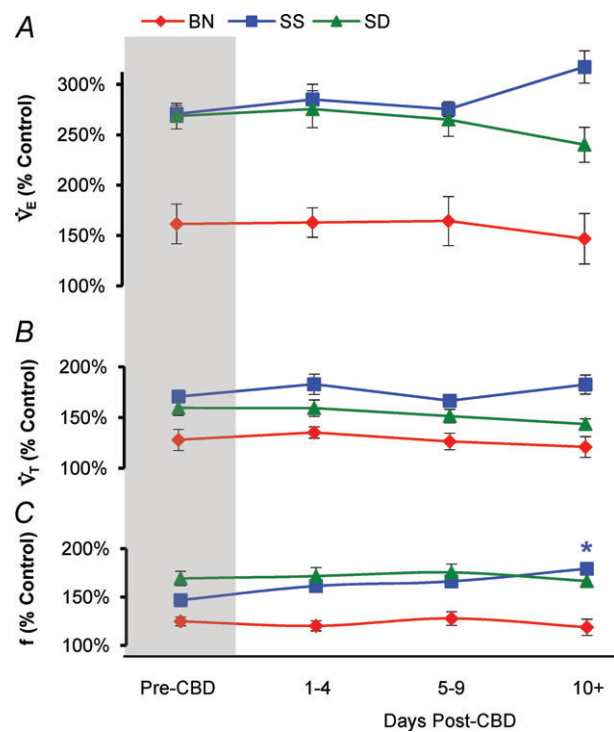 BN SS SD
A
V̇E (% Control)
300%
250%
200%
150%
100%
B
V̇T (% Control)
200%
150%
100%
C
f (% Control)
200%
150%
100%
*
Pre-CBD 1-4 5-9 10+
Days Post-CBD